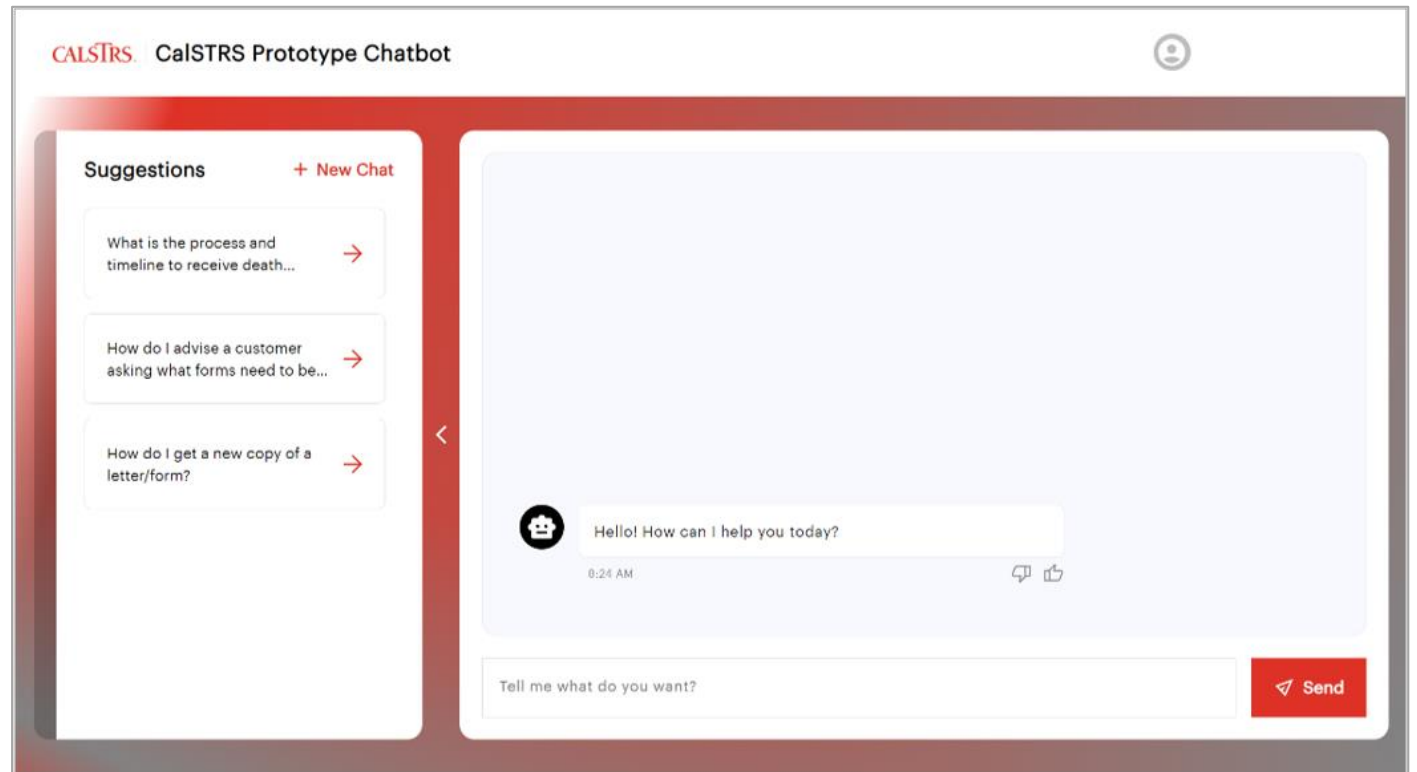 CALSTRS. CalSTRS Prototype Chatbot
Suggestions
+ New Chat
What is the process and
timeline to receive death...
How do I advise a customer
asking what forms need to be...
How do I get a new copy of a
letter/form?
Hello! How can I help you today?
8:24 AM
Tell me what do you want?
Send